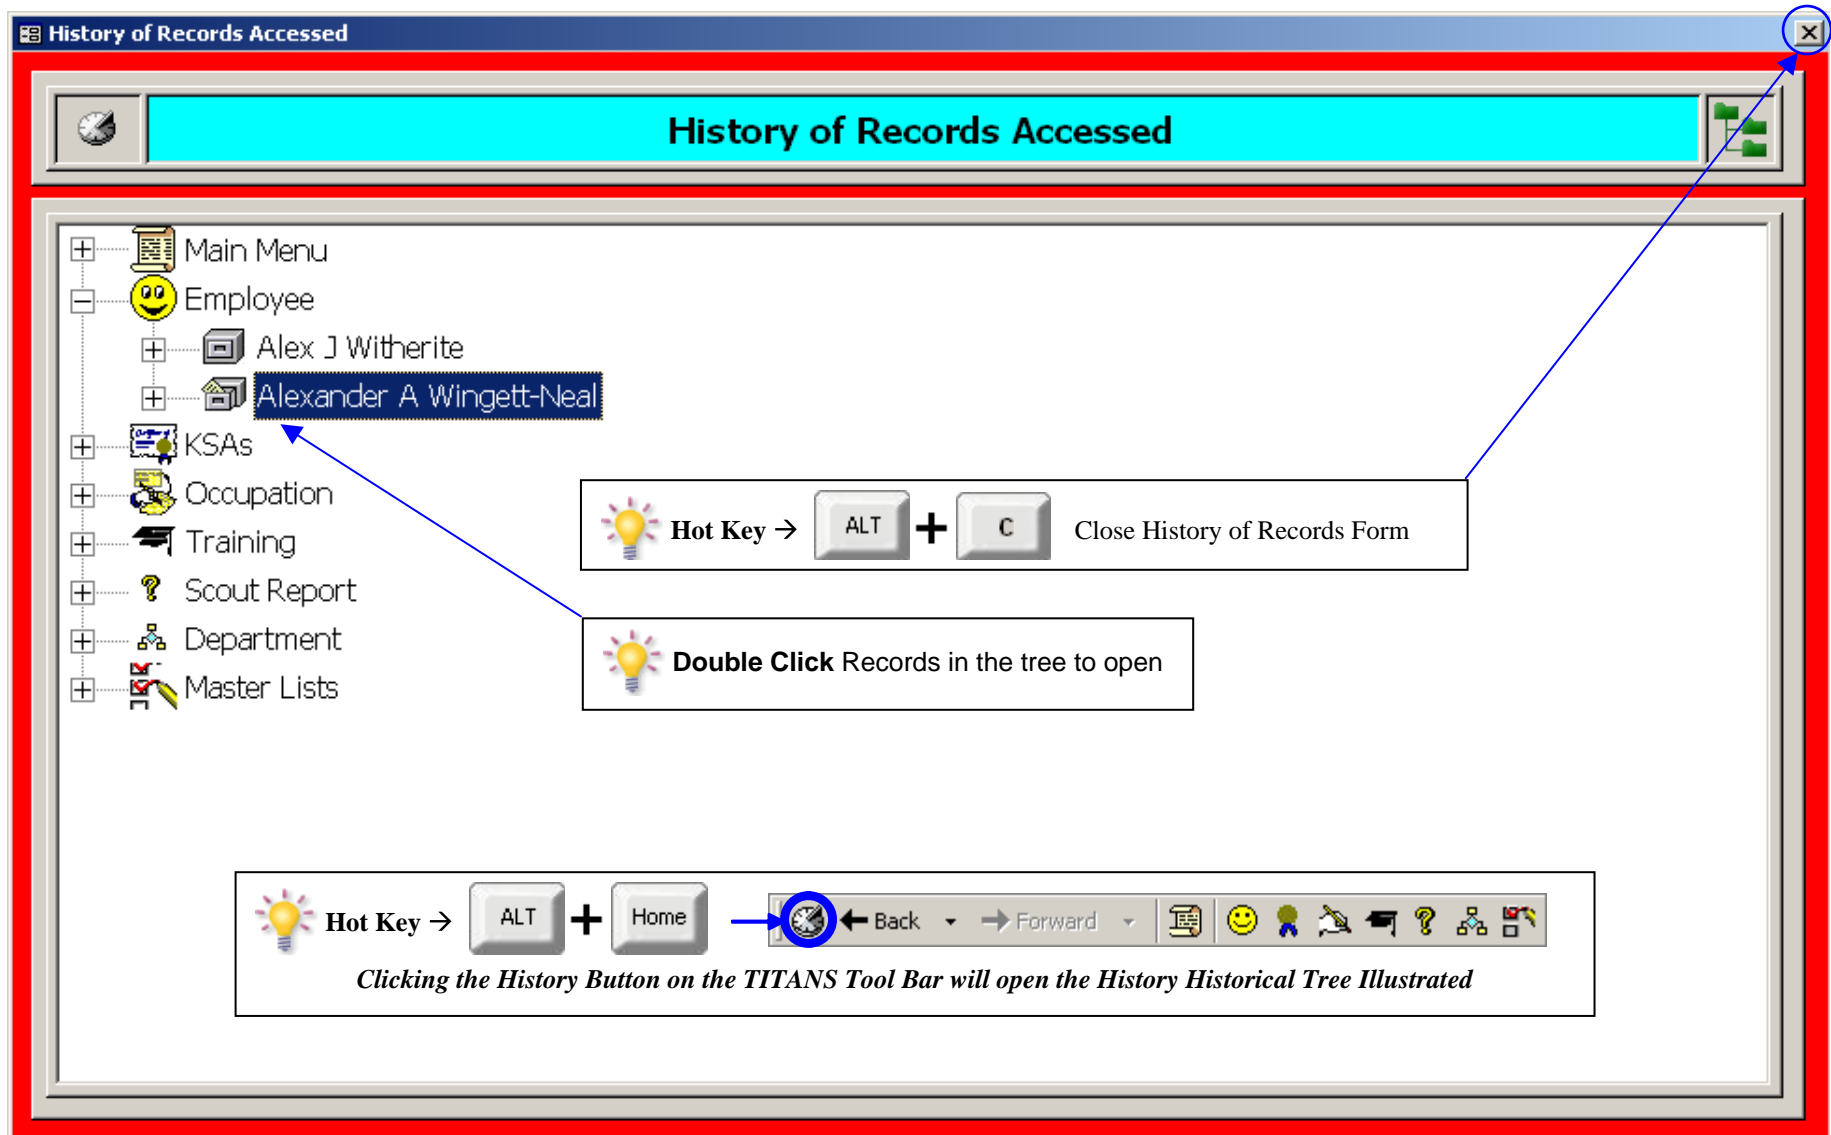 History of Records Accessed
History of Records Accessed
Main Menu
Employee
Alex J Witherite
Alexander A Wingett-Neal
KSAs
Occupation
Hot Key → ALT + C Close History of Records Form
Training
Scout Report
Department
Double Click Records in the tree to open
Master Lists
Hot Key → ALT + Home Back Forward
Clicking the History Button on the TITANS Tool Bar will open the History Historical Tree Illustrated